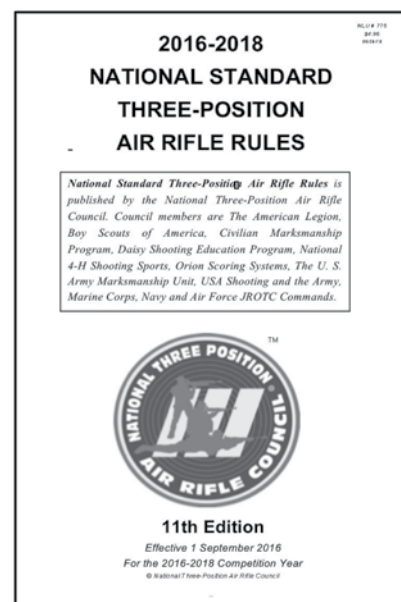 NLU # 775
2016-2018
NATIONAL STANDARD
THREE-POSITION
AIR RIFLE RULES
National Standard Three-Position Air Rifle Rules is
published by the National Three-Position Air Rifle
Council. Council members are The American Legion,
Boy Scouts of America, Civilian Marksmanship
Program, Daisy Shooting Education Program, National
4-H Shooting Sports, Orion Scoring Systems, The U. S.
Army Marksmanship Unit, USA Shooting and the Army,
Marine Corps, Navy and Air Force JROTC Commands.
TM
NATIONAL THREE POSITION
AIR RIFLE COUNCIL
11th Edition
Effective 1 September 2016
For the 2016-2018 Competition Year
© National Three-Position Air Rifle Council